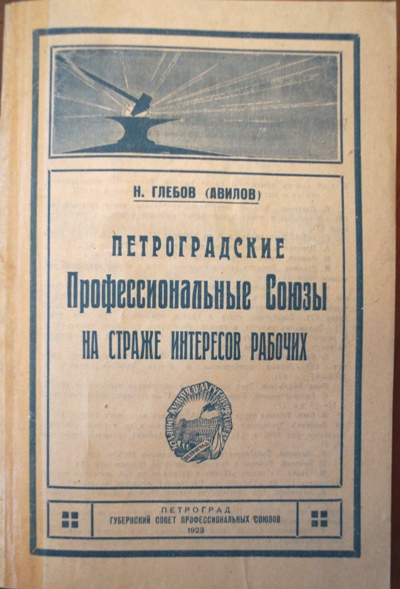 Н. ГЛЕБОВ (АВИЛОВ)
ПЕТРОГРАДСКИЕ
Профессиональные Союзы
НА СТРАЖЕ ИНТЕРЕСОВ РАБОЧИХ
ПЕТРОГРАД
ГУБЕРНСКИЙ СОВЕТ ПРОФЕССИОНАЛЬНЫХ СОЮЗОВ
1923